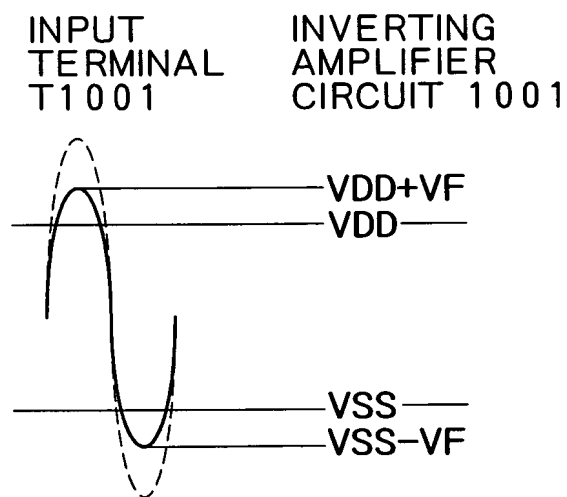 INPUT
TERMINAL
T1001
INVERTING
AMPLIFIER
CIRCUIT 1001
VDD+VF
VDD
VSS
VSS-VF